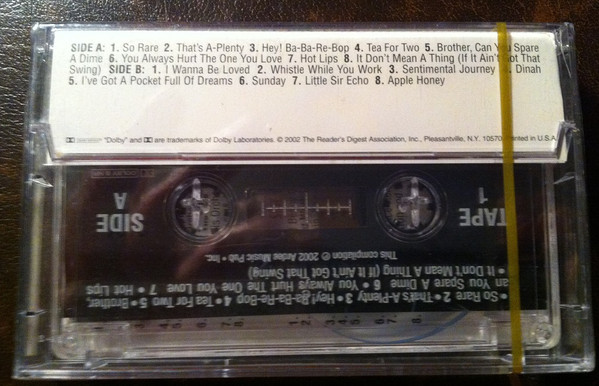 SIDE A: 1. So Rare 2. That's A-Plenty 3. Hey! Ba-Ba-Re-Bop 4. Tea For Two 5. Brother, Can You Spare
A Dime 6. You Always Hurt The One You Love 7. Hot Lips 8. It Don't Mean A Thing (If It Ain't Got That
Swing) SIDE B: 1. I Wanna Be Loved 2. Whistle While You Work 3. Sentimental Journey 4. Dinah
5. I've Got A Pocket Full Of Dreams 6. Sunday 7. Little Sir Echo 8. Apple Honey
"Dolby" and are trademarks of Dolby Laboratories. © 2002 The Reader's Digest Association, Inc., Pleasantville, N.Y. 10570 Printed in U.S.A.
SIDE
A
TAPE
1
This compilation ℗ 2002 Ardee Music Pub' Inc.
• So Rare • 2 • That's A-Plenty • 3 Hey! Ba-Ba-Re-Bop • 4 • Tea For Two 5 • Brother,
Can You Spare A Dime • 6 You Always Hurt The One You Love • 7 • Hot Lips
• It Don't Mean A Thing (If It Ain't Got That Swing)